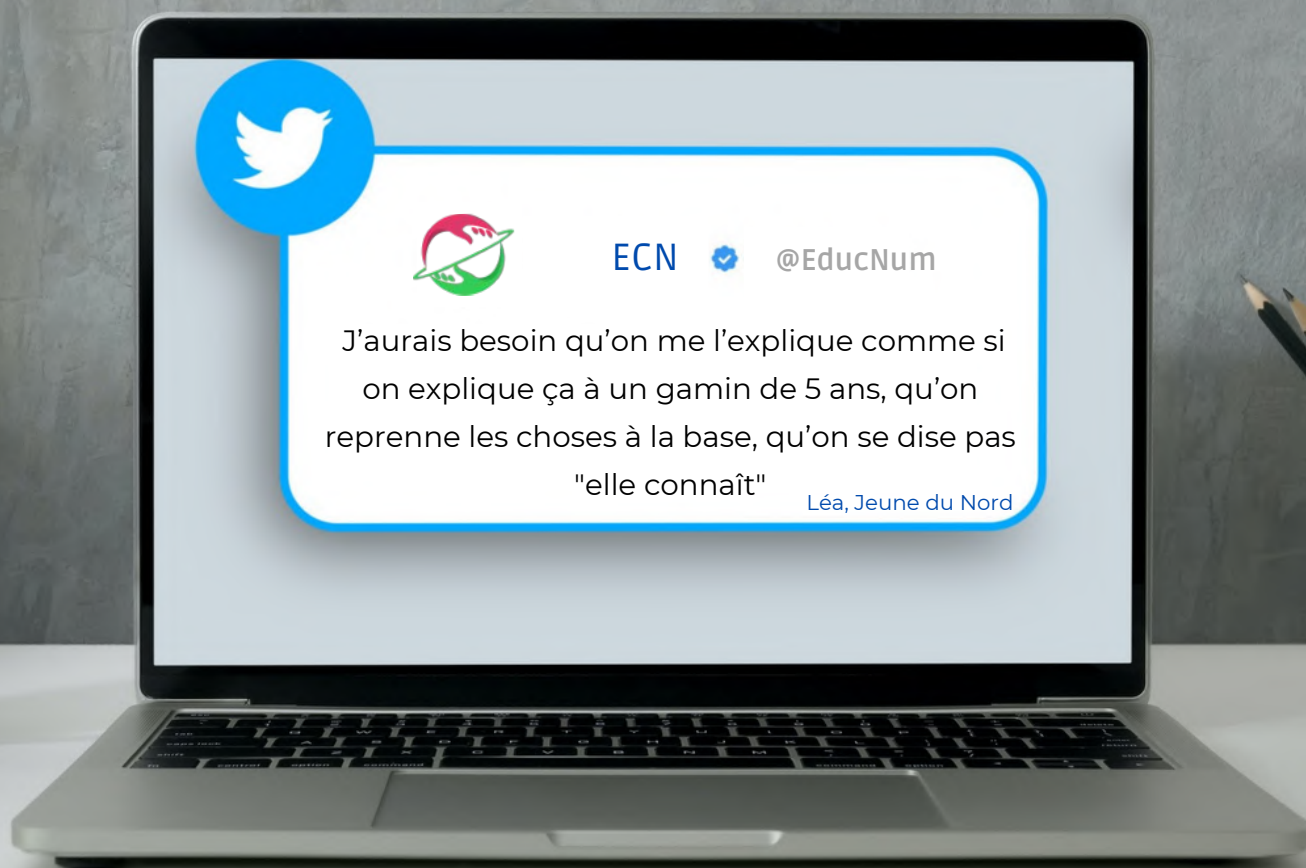 ECN @EducNum
J’aurais besoin qu’on me l’explique comme si
on explique ça à un gamin de 5 ans, qu’on
reprenne les choses à la base, qu’on se dise pas
"elle connaît"
Léa, Jeune du Nord